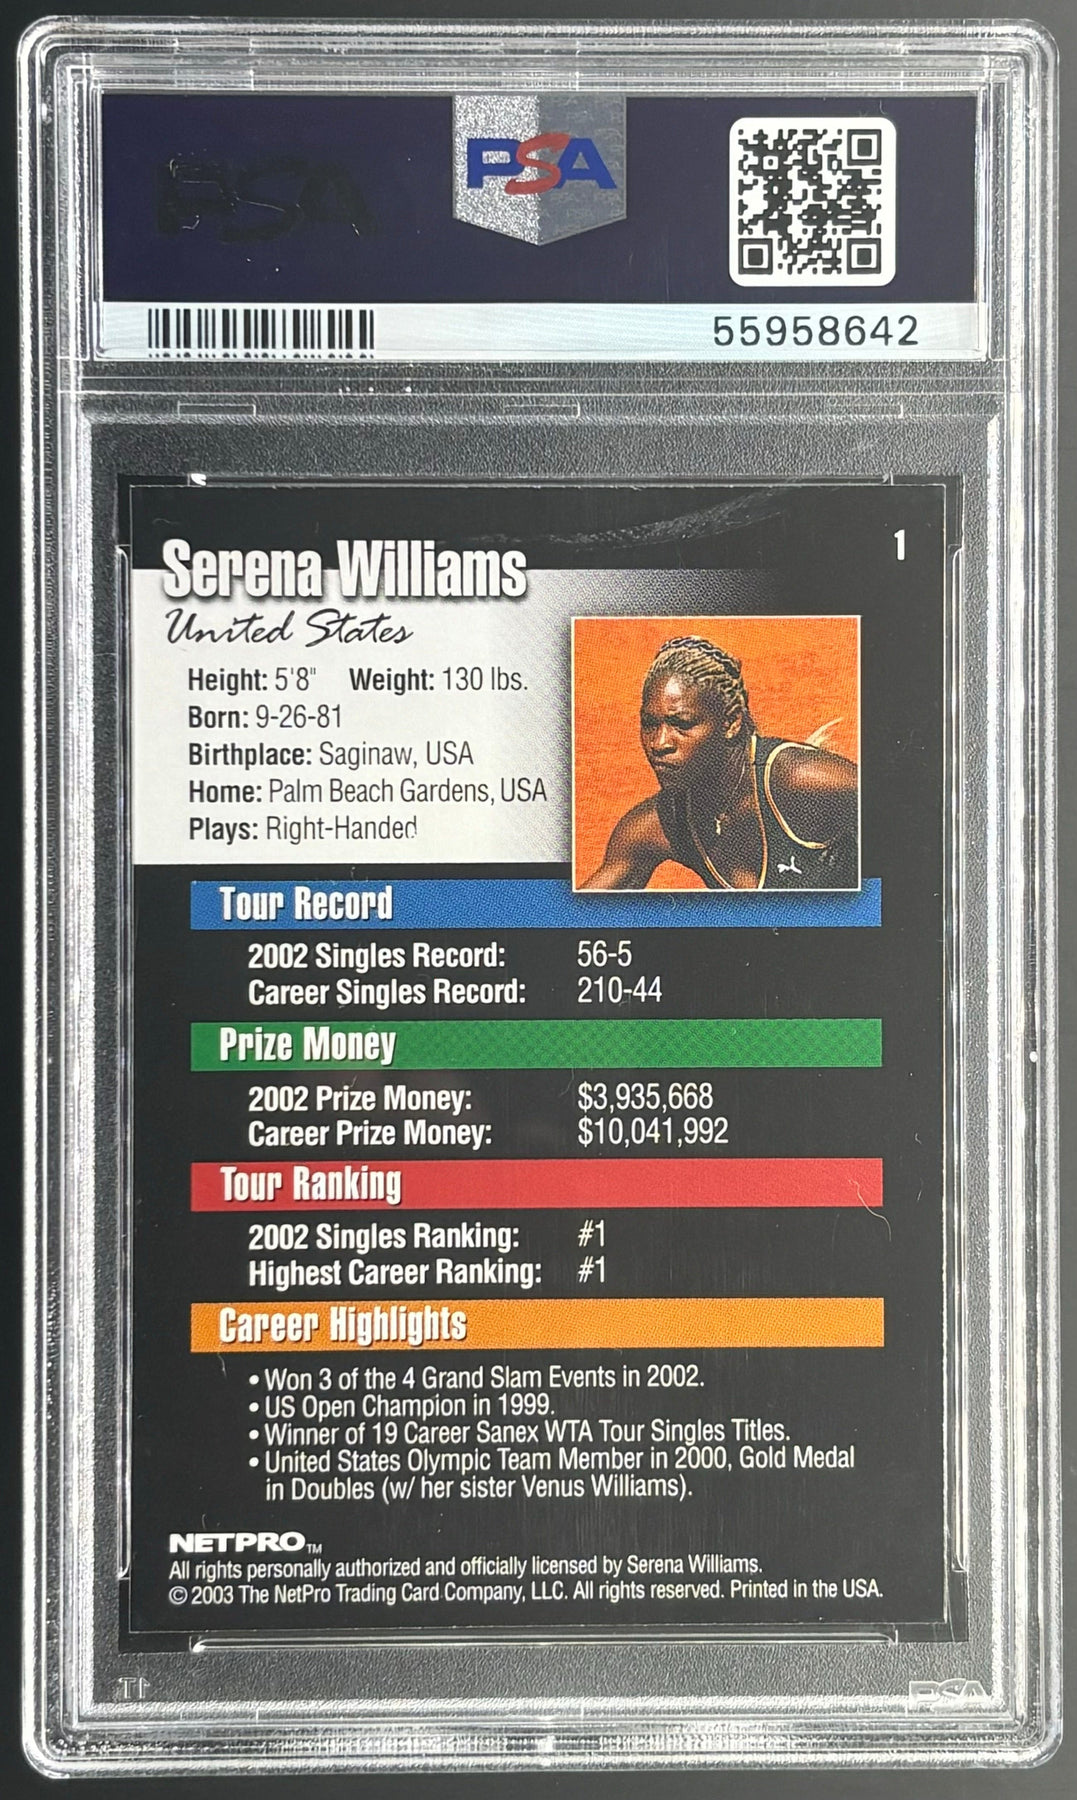 PSA
PSA
55958642
1
Serena Williams
United States
Height: 5'8" Weight: 130 lbs.
Born: 9-26-81
Birthplace: Saginaw, USA
Home: Palm Beach Gardens, USA
Plays: Right-Handed
Tour Record
2002 Singles Record: 56-5
Career Singles Record: 210-44
Prize Money
2002 Prize Money: $3,935,668
Career Prize Money: $10,041,992
Tour Ranking
2002 Singles Ranking: #1
Highest Career Ranking: #1
Career Highlights
• Won 3 of the 4 Grand Slam Events in 2002.
• US Open Champion in 1999.
• Winner of 19 Career Sanex WTA Tour Singles Titles.
• United States Olympic Team Member in 2000, Gold Medal
in Doubles (w/ her sister Venus Williams).
NETPRO™
All rights personally authorized and officially licensed by Serena Williams.
© 2003 The NetPro Trading Card Company, LLC. All rights reserved. Printed in the USA.
PSA